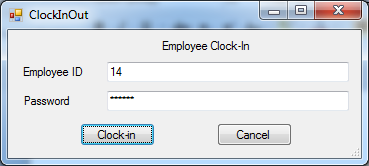 ClockInOut
Employee Clock-In
Employee ID 14
Password ******
Clock-in Cancel